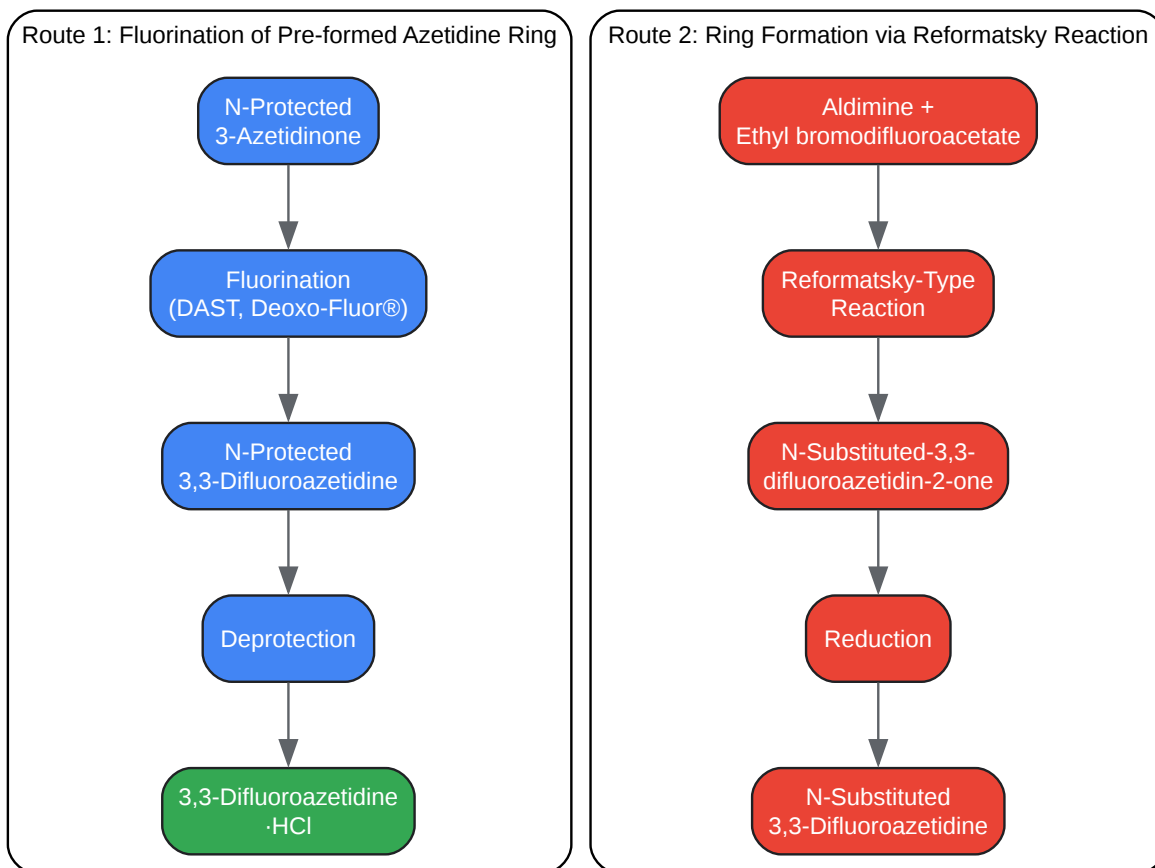 Route 1: Fluorination of Pre-formed Azetidine Ring
N-Protected
3-Azetidinone
Fluorination
(DAST, Deoxo-Fluor®)
N-Protected
3,3-Difluoroazetidine
Deprotection
3,3-Difluoroazetidine
·HCl
Route 2: Ring Formation via Reformatsky Reaction
Aldimine +
Ethyl bromodifluoroacetate
Reformatsky-Type
Reaction
N-Substituted-3,3-
difluoroazetidin-2-one
Reduction
N-Substituted
3,3-Difluoroazetidine